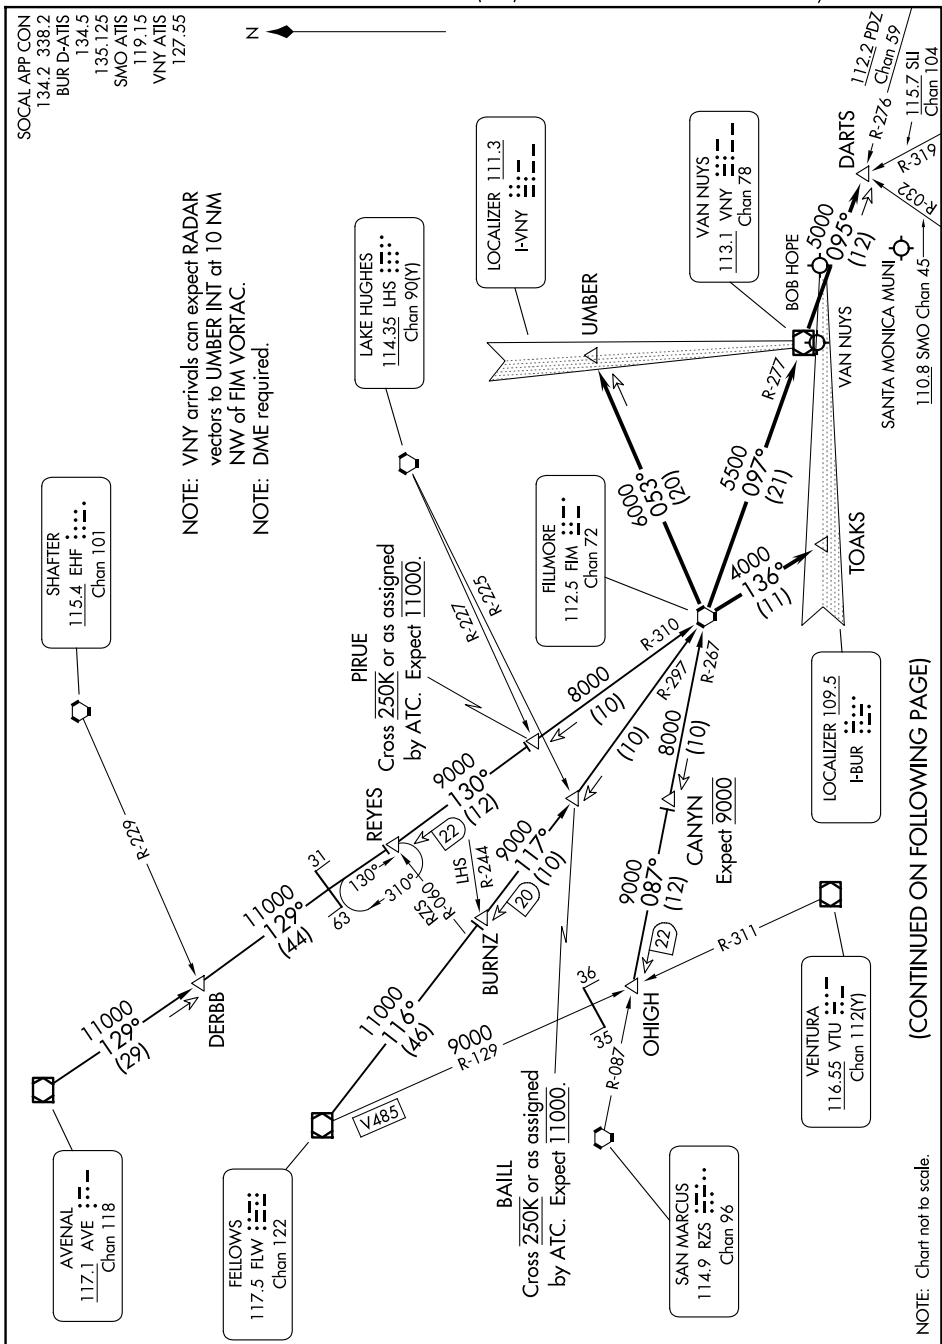 SOCAL APP CON
134.2 338.2
BUR D-ATIS
134.5
135.125
SMO ATIS
119.15
VNY ATIS
127.55
N
NOTE: VNY arrivals can expect RADAR
vectors to UMBER INT at 10 NM
NW of FIM VORTAC.
NOTE: DME required.
SHAFTER
115.4 EHF
Chan 101
LAKE HUGHES
114.35 LHS
Chan 90(Y)
LOCALIZER 111.3
I-VNY
VAN NUYS
113.1 VNY
Chan 78
FILLMORE
112.5 FIM
Chan 72
LOCALIZER 109.5
I-BUR
AVENAL
117.1 AVE
Chan 118
FELLOWS
117.5 FLW
Chan 122
SAN MARCUS
114.9 RZS
Chan 96
VENTURA
116.55 VTU
Chan 112(Y)
112.2 PDZ
Chan 59
R-276
115.7 SLI
Chan 104
R-319
R-032
110.8 SMO Chan 45
SANTA MONICA MUNI
DARTS
5000
095°
(12)
BOB HOPE
VAN NUYS
UMBER
6000
053°
(20)
R-277
5500
097°
(21)
4000
136°
(11)
TOAKS
R-229
R-227
R-225
R-310
R-297
R-267
8000
(10)
(10)
8000
(10)
PIRUE
Cross 250K or as assigned
by ATC. Expect 11000.
9000
130°
(12)
REYES
22
130°
310°
RZS
R-060
31
63
11000
129°
(44)
DERBB
11000
129°
(29)
LHS
R-244
BURNZ
20
9000
117°
(10)
11000
116°
(46)
V485
9000
R-129
BAILL
Cross 250K or as assigned
by ATC. Expect 11000.
CANYN
Expect 9000
9000
087°
(12)
22
OHIGH
36
35
R-087
R-311
(CONTINUED ON FOLLOWING PAGE)
NOTE: Chart not to scale.